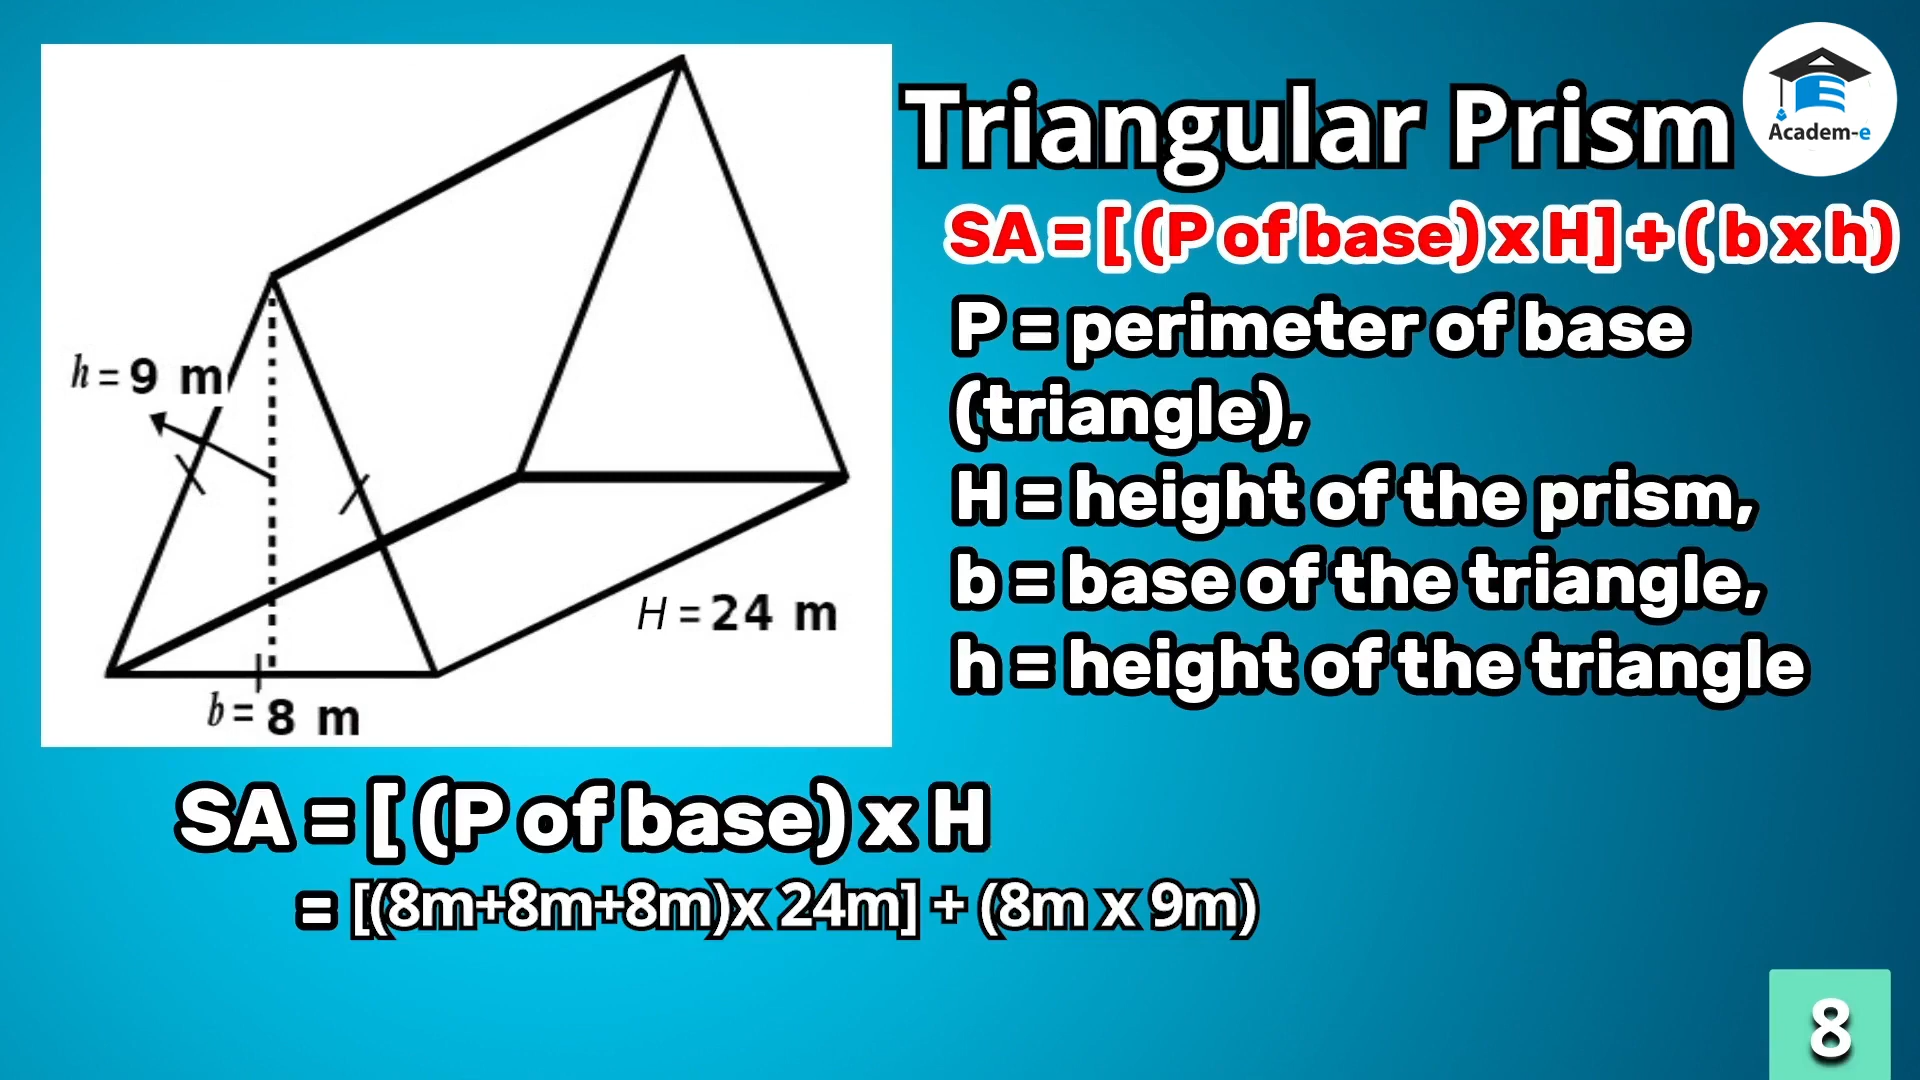 Triangular Prism
Academ-e
SA = [ (P of base) x H] + ( b x h)
P = perimeter of base
(triangle),
H = height of the prism,
b = base of the triangle,
h = height of the triangle
h = 9 m
H = 24 m
b = 8 m
SA = [ (P of base) x H
= [(8m+8m+8m)x 24m] + (8m x 9m)
8